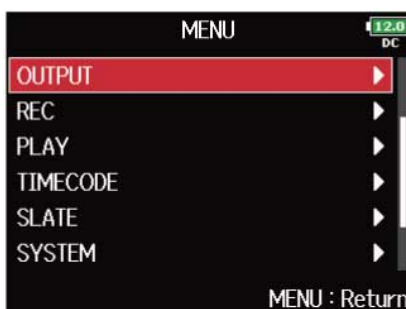 MENU
12.0
DC
OUTPUT
REC
PLAY
TIMECODE
SLATE
SYSTEM
MENU : Return